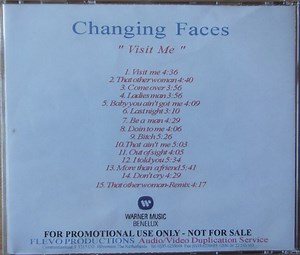 Changing Faces
" Visit Me "
1. Visit me 4:36
2. That other woman 4:40
3. Come over 3:56
4. Ladies man 3:56
5. Baby you ain't got me 4:09
6. Last night 3:10
7. Be a man 4:29
8. Doin to me 4:06
9. Bitch 5:26
10. That ain't me 5:03
11. Out of sight 4:05
12. I told you 5:34
13. More than a friend 5:41
14. Don't cry 4:29
15. That other woman-Remix 4:17
WARNER MUSIC
BENELUX
FOR PROMOTIONAL USE ONLY - NOT FOR SALE
FLEVO PRODUCTIONS Audio/Video Duplication Service